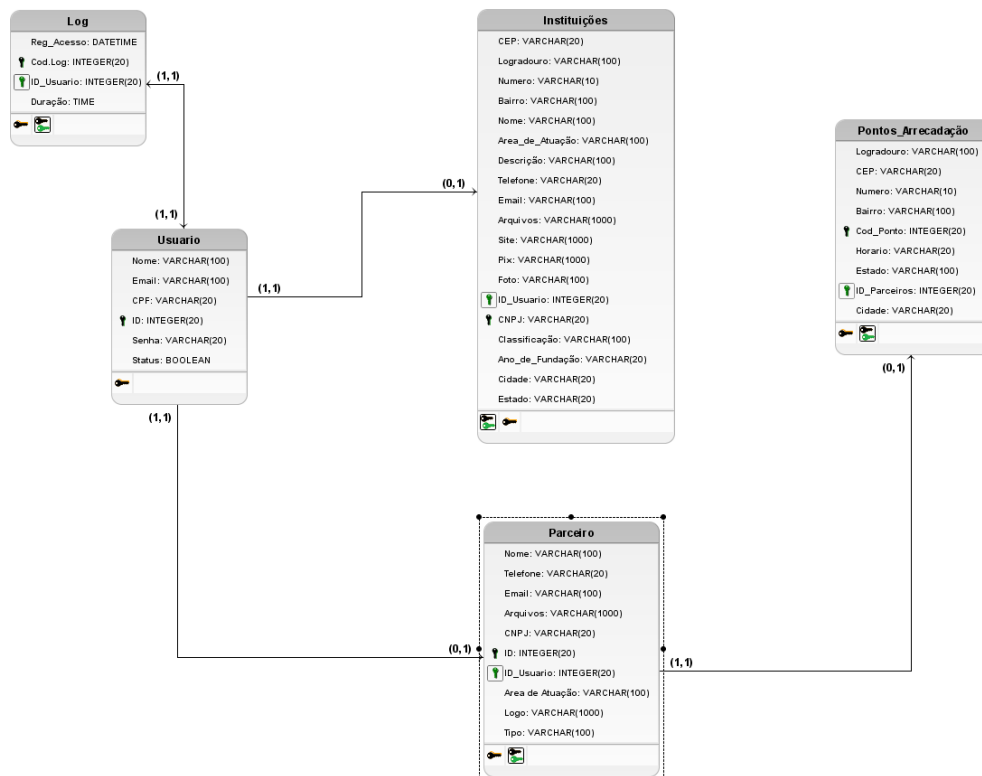 Log
Reg_Acesso: DATETIME
Cod.Log: INTEGER(20)
ID_Usuario: INTEGER(20)
Duração: TIME
(1,1)
(1,1)
Usuario
Nome: VARCHAR(100)
Email: VARCHAR(100)
CPF: VARCHAR(20)
ID: INTEGER(20)
Senha: VARCHAR(20)
Status: BOOLEAN
(1,1)
(1,1)
(0,1)
Instituições
CEP: VARCHAR(20)
Logradouro: VARCHAR(100)
Numero: VARCHAR(10)
Bairro: VARCHAR(100)
Nome: VARCHAR(100)
Area_de_Atuação: VARCHAR(100)
Descrição: VARCHAR(100)
Telefone: VARCHAR(20)
Email: VARCHAR(100)
Arquivos: VARCHAR(1000)
Site: VARCHAR(1000)
Pix: VARCHAR(1000)
Foto: VARCHAR(100)
ID_Usuario: INTEGER(20)
CNPJ: VARCHAR(20)
Classificação: VARCHAR(100)
Ano_de_Fundação: VARCHAR(20)
Cidade: VARCHAR(20)
Estado: VARCHAR(20)
Pontos_Arrecadação
Logradouro: VARCHAR(100)
CEP: VARCHAR(20)
Numero: VARCHAR(10)
Bairro: VARCHAR(100)
Cod_Ponto: INTEGER(20)
Horario: VARCHAR(20)
Estado: VARCHAR(100)
ID_Parceiros: INTEGER(20)
Cidade: VARCHAR(20)
(0,1)
Parceiro
Nome: VARCHAR(100)
Telefone: VARCHAR(20)
Email: VARCHAR(100)
Arquivos: VARCHAR(1000)
CNPJ: VARCHAR(20)
ID: INTEGER(20)
ID_Usuario: INTEGER(20)
Area de Atuação: VARCHAR(100)
Logo: VARCHAR(1000)
Tipo: VARCHAR(100)
(0,1)
(1,1)